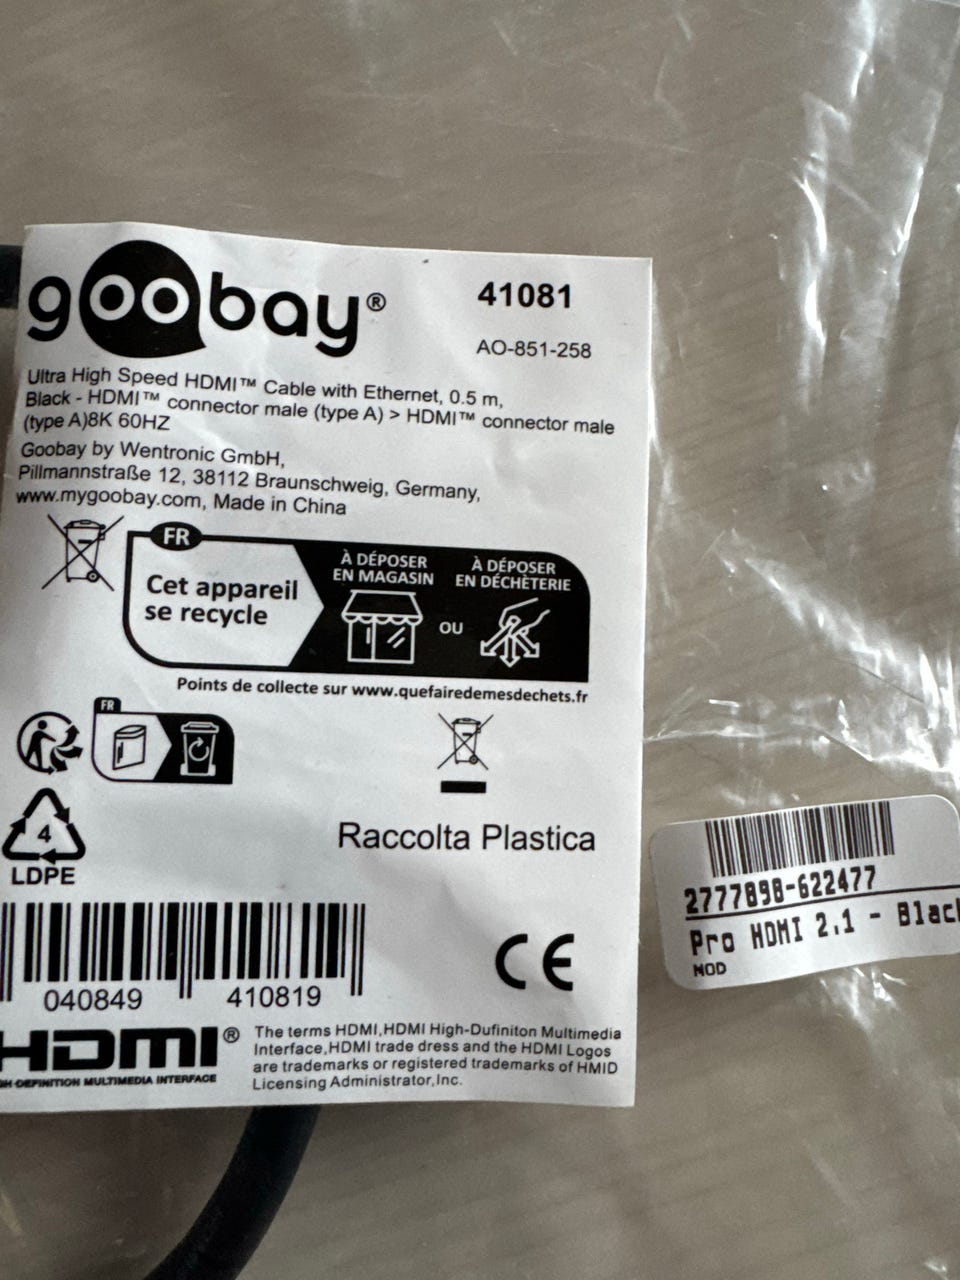 goobay®
41081
AO-851-258
Ultra High Speed HDMI™ Cable with Ethernet, 0.5 m,
Black - HDMI™ connector male (type A) > HDMI™ connector male
(type A)8K 60HZ
Goobay by Wentronic GmbH,
Pillmannstraße 12, 38112 Braunschweig, Germany,
www.mygoobay.com, Made in China
FR
Cet appareil
se recycle
À DÉPOSER
EN MAGASIN
OU
À DÉPOSER
EN DÉCHÈTERIE
Points de collecte sur www.quefairedemesdechets.fr
FR
4
LDPE
Raccolta Plastica
040849 410819
CE
HDMI®
GH-DEFINITION MULTIMEDIA INTERFACE
The terms HDMI,HDMI High-Dufiniton Multimedia
Interface,HDMI trade dress and the HDMI Logos
are trademarks or registered trademarks of HMID
Licensing Administrator,Inc.
2777898-622477
Pro HDMI 2.1 - Blac
NOD